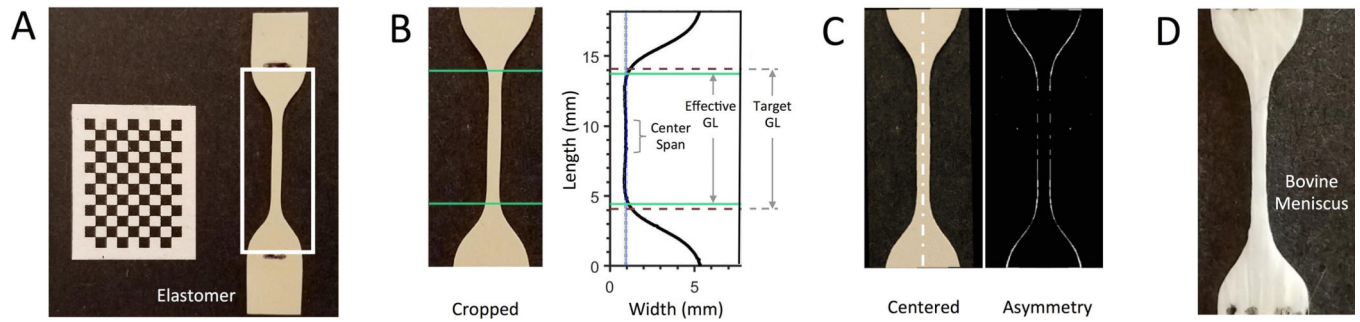 A
Elastomer
B
Cropped
Length (mm)
15
10
5
0
0
5
Width (mm)
Effective
GL
Target
GL
Center
Span
C
Centered
Asymmetry
D
Bovine
Meniscus